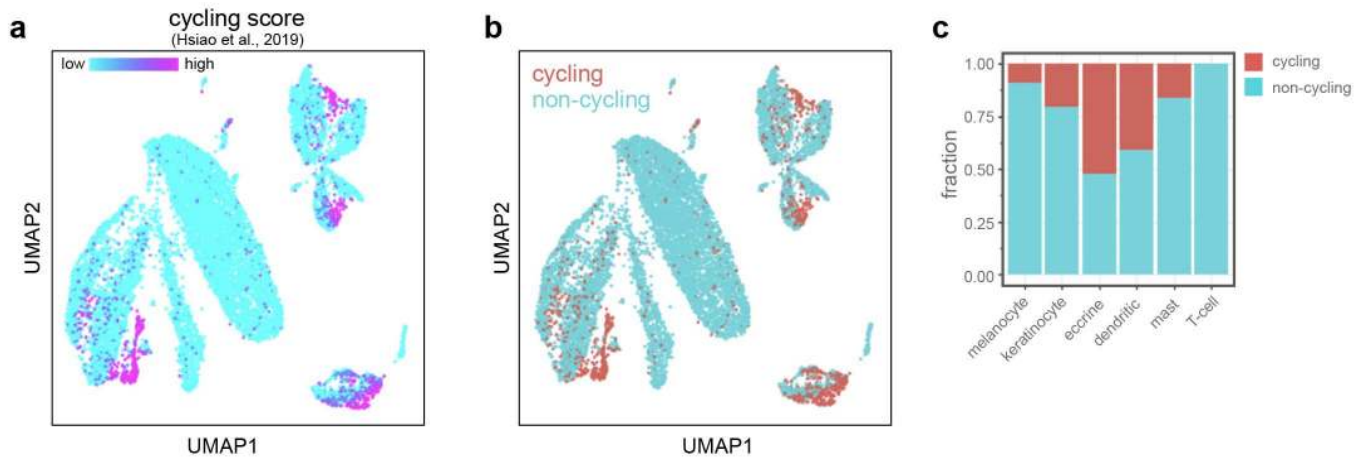 a
cycling score
(Hsiao et al., 2019)
low high
UMAP2
UMAP1
b
cycling
non-cycling
UMAP2
UMAP1
c
cycling
non-cycling
fraction
1.00
0.75
0.50
0.25
0.00
melanocyte
keratinocyte
eccrine
dendritic
mast
T-cell